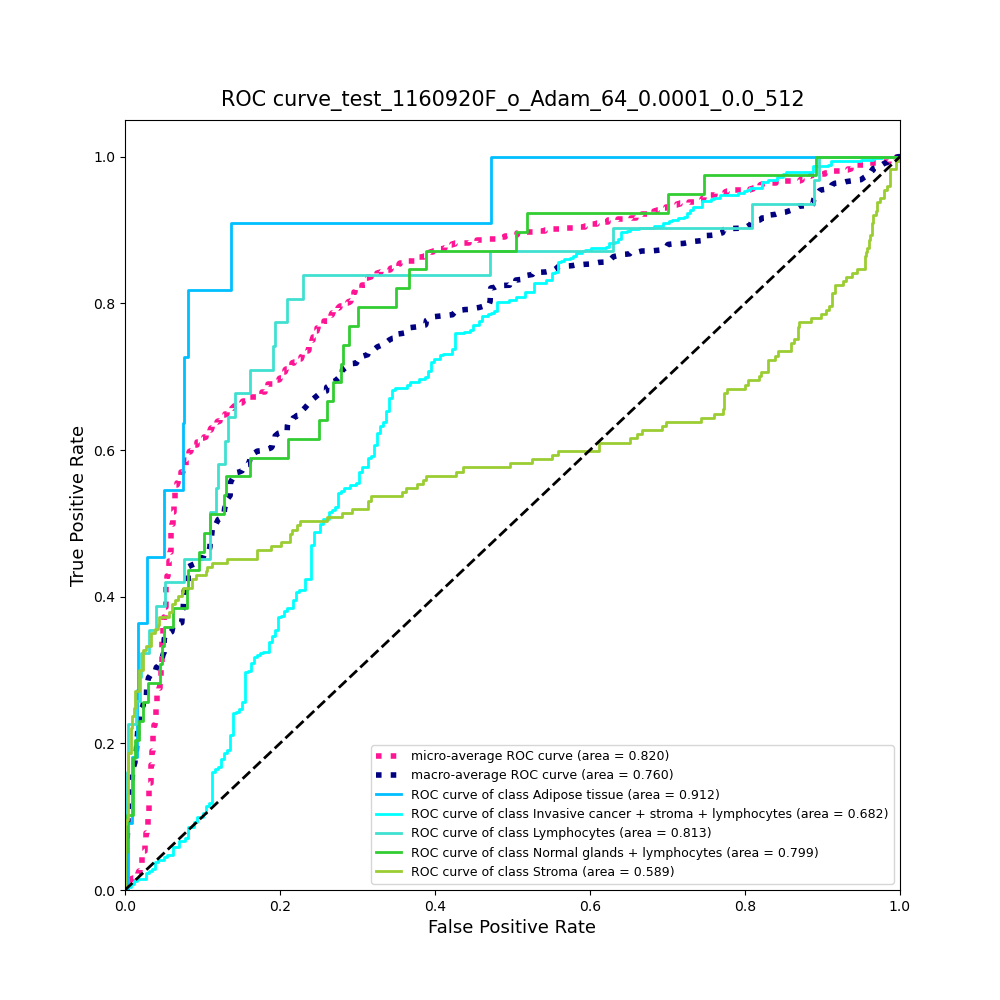 ROC curve_test_1160920F_o_Adam_64_0.0001_0.0_512
1.0
0.8
0.6
0.4
0.2
0.0
True Positive Rate
micro-average ROC curve (area = 0.820)
macro-average ROC curve (area = 0.760)
ROC curve of class Adipose tissue (area = 0.912)
ROC curve of class Invasive cancer + stroma + lymphocytes (area = 0.682)
ROC curve of class Lymphocytes (area = 0.813)
ROC curve of class Normal glands + lymphocytes (area = 0.799)
ROC curve of class Stroma (area = 0.589)
0.0 0.2 0.4 0.6 0.8 1.0
False Positive Rate